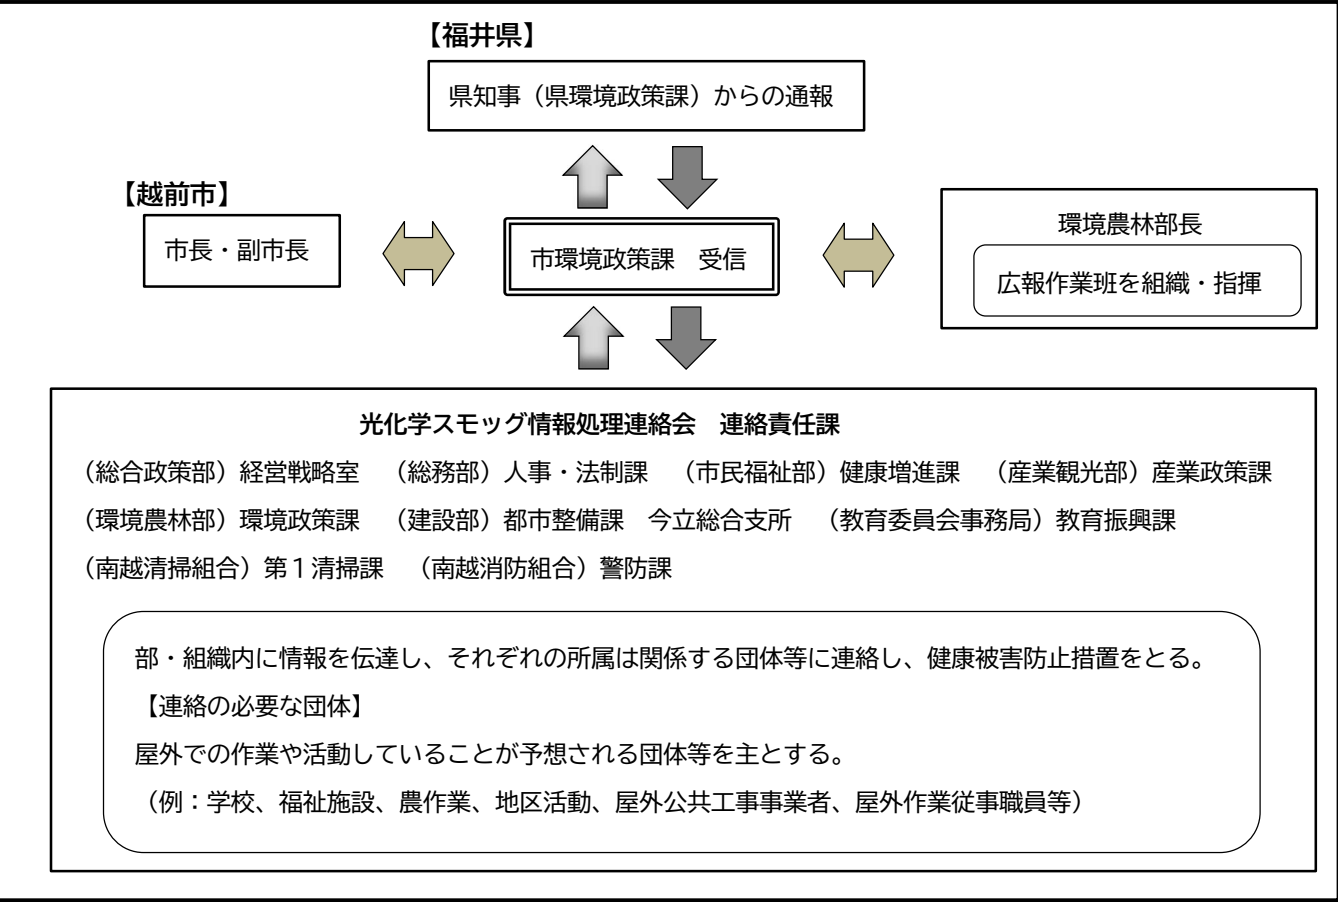 【福井県】
県知事（県環境政策課）からの通報
【越前市】
市長・副市長
市環境政策課　受信
環境農林部長
広報作業班を組織・指揮
光化学スモッグ情報処理連絡会　連絡責任課
（総合政策部）経営戦略室　（総務部）人事・法制課　（市民福祉部）健康増進課　（産業観光部）産業政策課
（環境農林部）環境政策課　（建設部）都市整備課　今立総合支所　（教育委員会事務局）教育振興課
（南越清掃組合）第１清掃課　（南越消防組合）警防課
部・組織内に情報を伝達し、それぞれの所属は関係する団体等に連絡し、健康被害防止措置をとる。
【連絡の必要な団体】
屋外での作業や活動していることが予想される団体等を主とする。
（例：学校、福祉施設、農作業、地区活動、屋外公共工事事業者、屋外作業従事職員等）